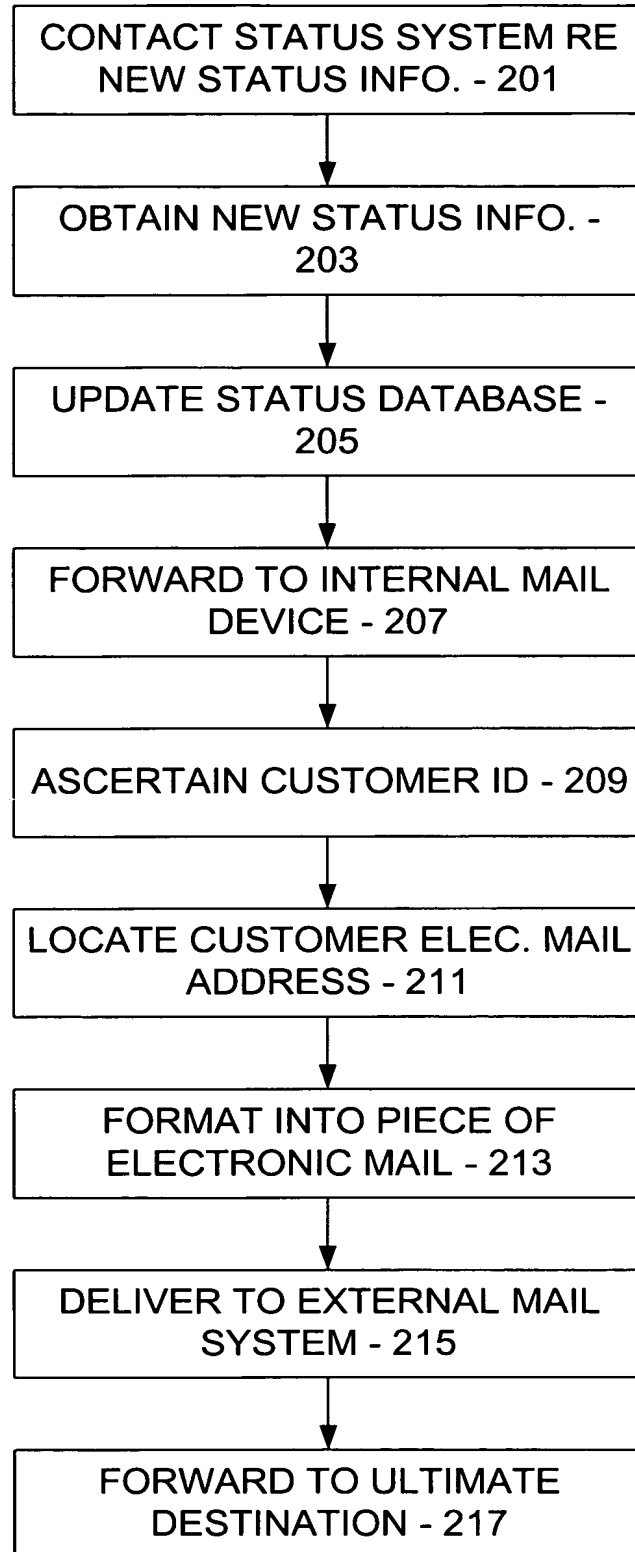 CONTACT STATUS SYSTEM RE
NEW STATUS INFO. - 201
OBTAIN NEW STATUS INFO. -
203
UPDATE STATUS DATABASE -
205
FORWARD TO INTERNAL MAIL
DEVICE - 207
ASCERTAIN CUSTOMER ID - 209
LOCATE CUSTOMER ELEC. MAIL
ADDRESS - 211
FORMAT INTO PIECE OF
ELECTRONIC MAIL - 213
DELIVER TO EXTERNAL MAIL
SYSTEM - 215
FORWARD TO ULTIMATE
DESTINATION - 217